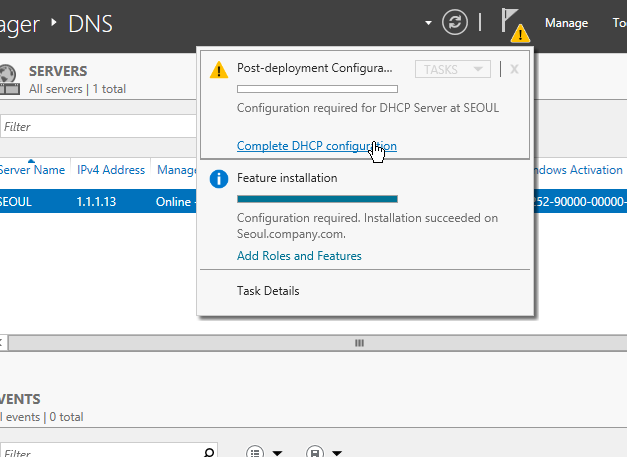 ager ▸ DNS
Manage
To
SERVERS
All servers | 1 total
Filter
Server Name IPv4 Address Manage
ndows Activation
SEOUL 1.1.1.13 Online -
252-90000-00000-
Post-deployment Configura...
TASKS
X
Configuration required for DHCP Server at SEOUL
Complete DHCP configuration
Feature installation
Configuration required. Installation succeeded on
Seoul.company.com.
Add Roles and Features
Task Details
VENTS
l events | 0 total
Filter